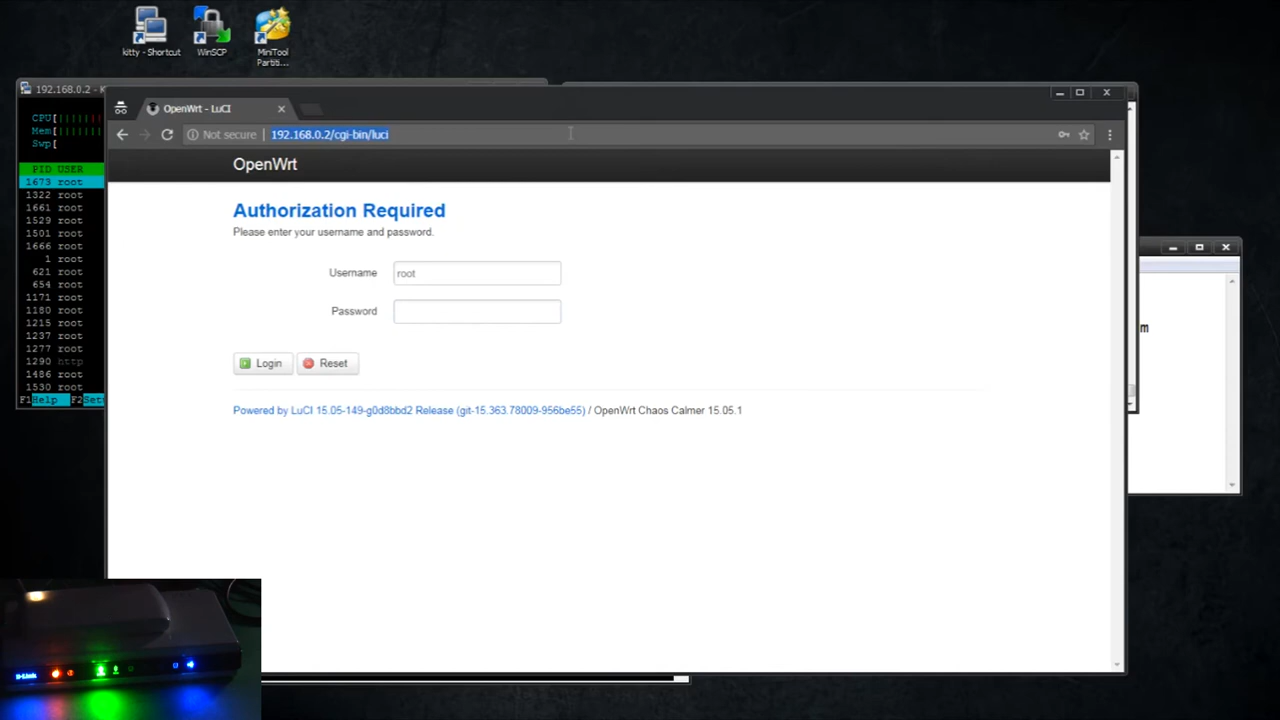 kitty - Shortcut
WinSCP
MiniTool
Partiti...
192.168.0.2 - K
CPU[
Mem[
Swp[
PID USER
1673 root
1322 root
1661 root
1529 root
1501 root
1666 root
1 root
621 root
654 root
1171 root
1180 root
1215 root
1237 root
1277 root
1290 http
1486 root
1530 root
F1Help F2Set
OpenWrt - LuCI
Not secure
192.168.0.2/cgi-bin/luci
OpenWrt
Authorization Required
Please enter your username and password.
Username
root
Password
Login
Reset
Powered by LuCI 15.05-149-g0d8bbd2 Release (git-15.363.78009-956be55) / OpenWrt Chaos Calmer 15.05.1
m
D-Link